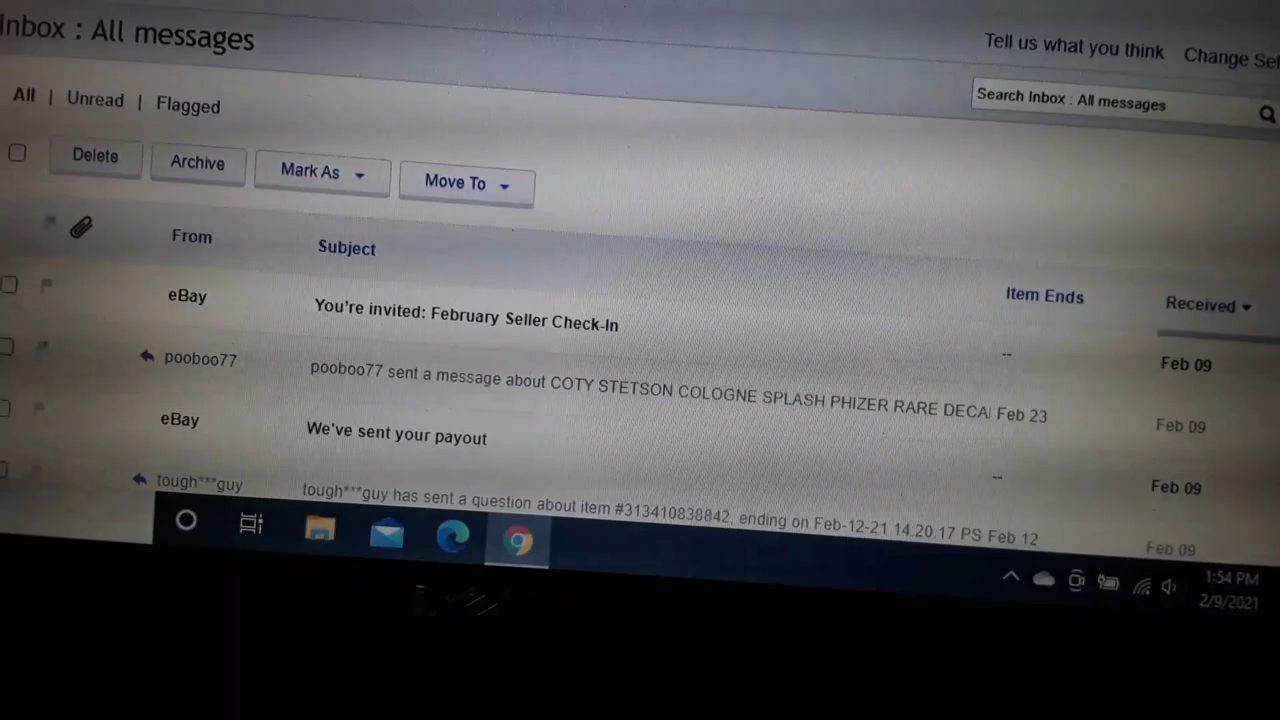 Inbox : All messages
Tell us what you think Change Set
Search Inbox : All messages
All | Unread | Flagged
Delete Archive Mark As Move To
From Subject Item Ends Received
eBay You're invited: February Seller Check-In -- Feb 09
pooboo77 pooboo77 sent a message about COTY STETSON COLOGNE SPLASH PHIZER RARE DECA Feb 23 Feb 09
eBay We've sent your payout -- Feb 09
tough***guy tough***guy has sent a question about item #313410838842, ending on Feb-12-21 14:20:17 PS Feb 12 Feb 09
1:54 PM
2/9/2021